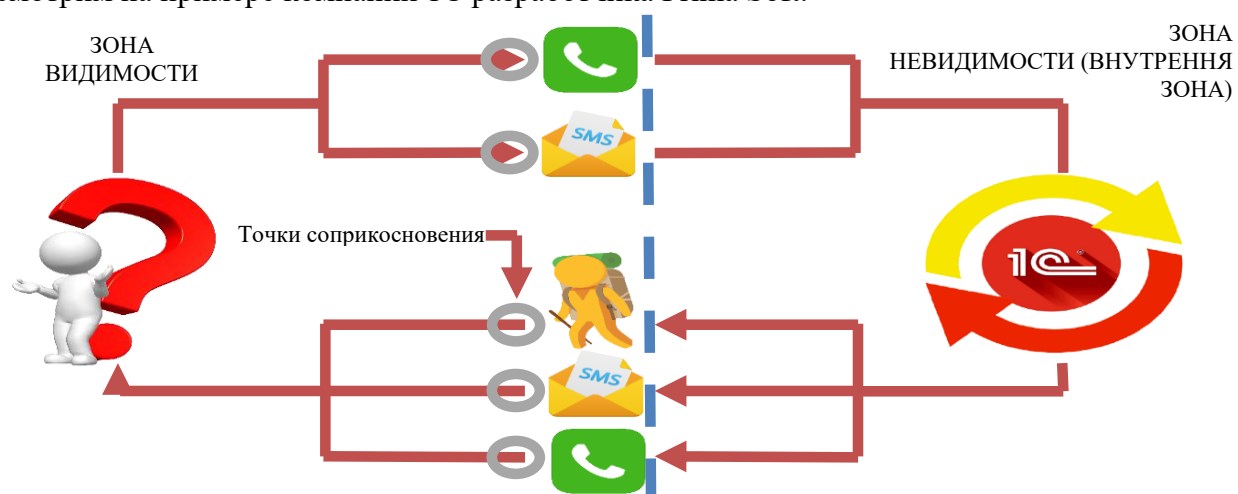 ЗОНА
ВИДИМОСТИ
ЗОНА
НЕВИДИМОСТИ (ВНУТРЕННЯ
ЗОНА)
SMS
Точки соприкосновения
1С
SMS